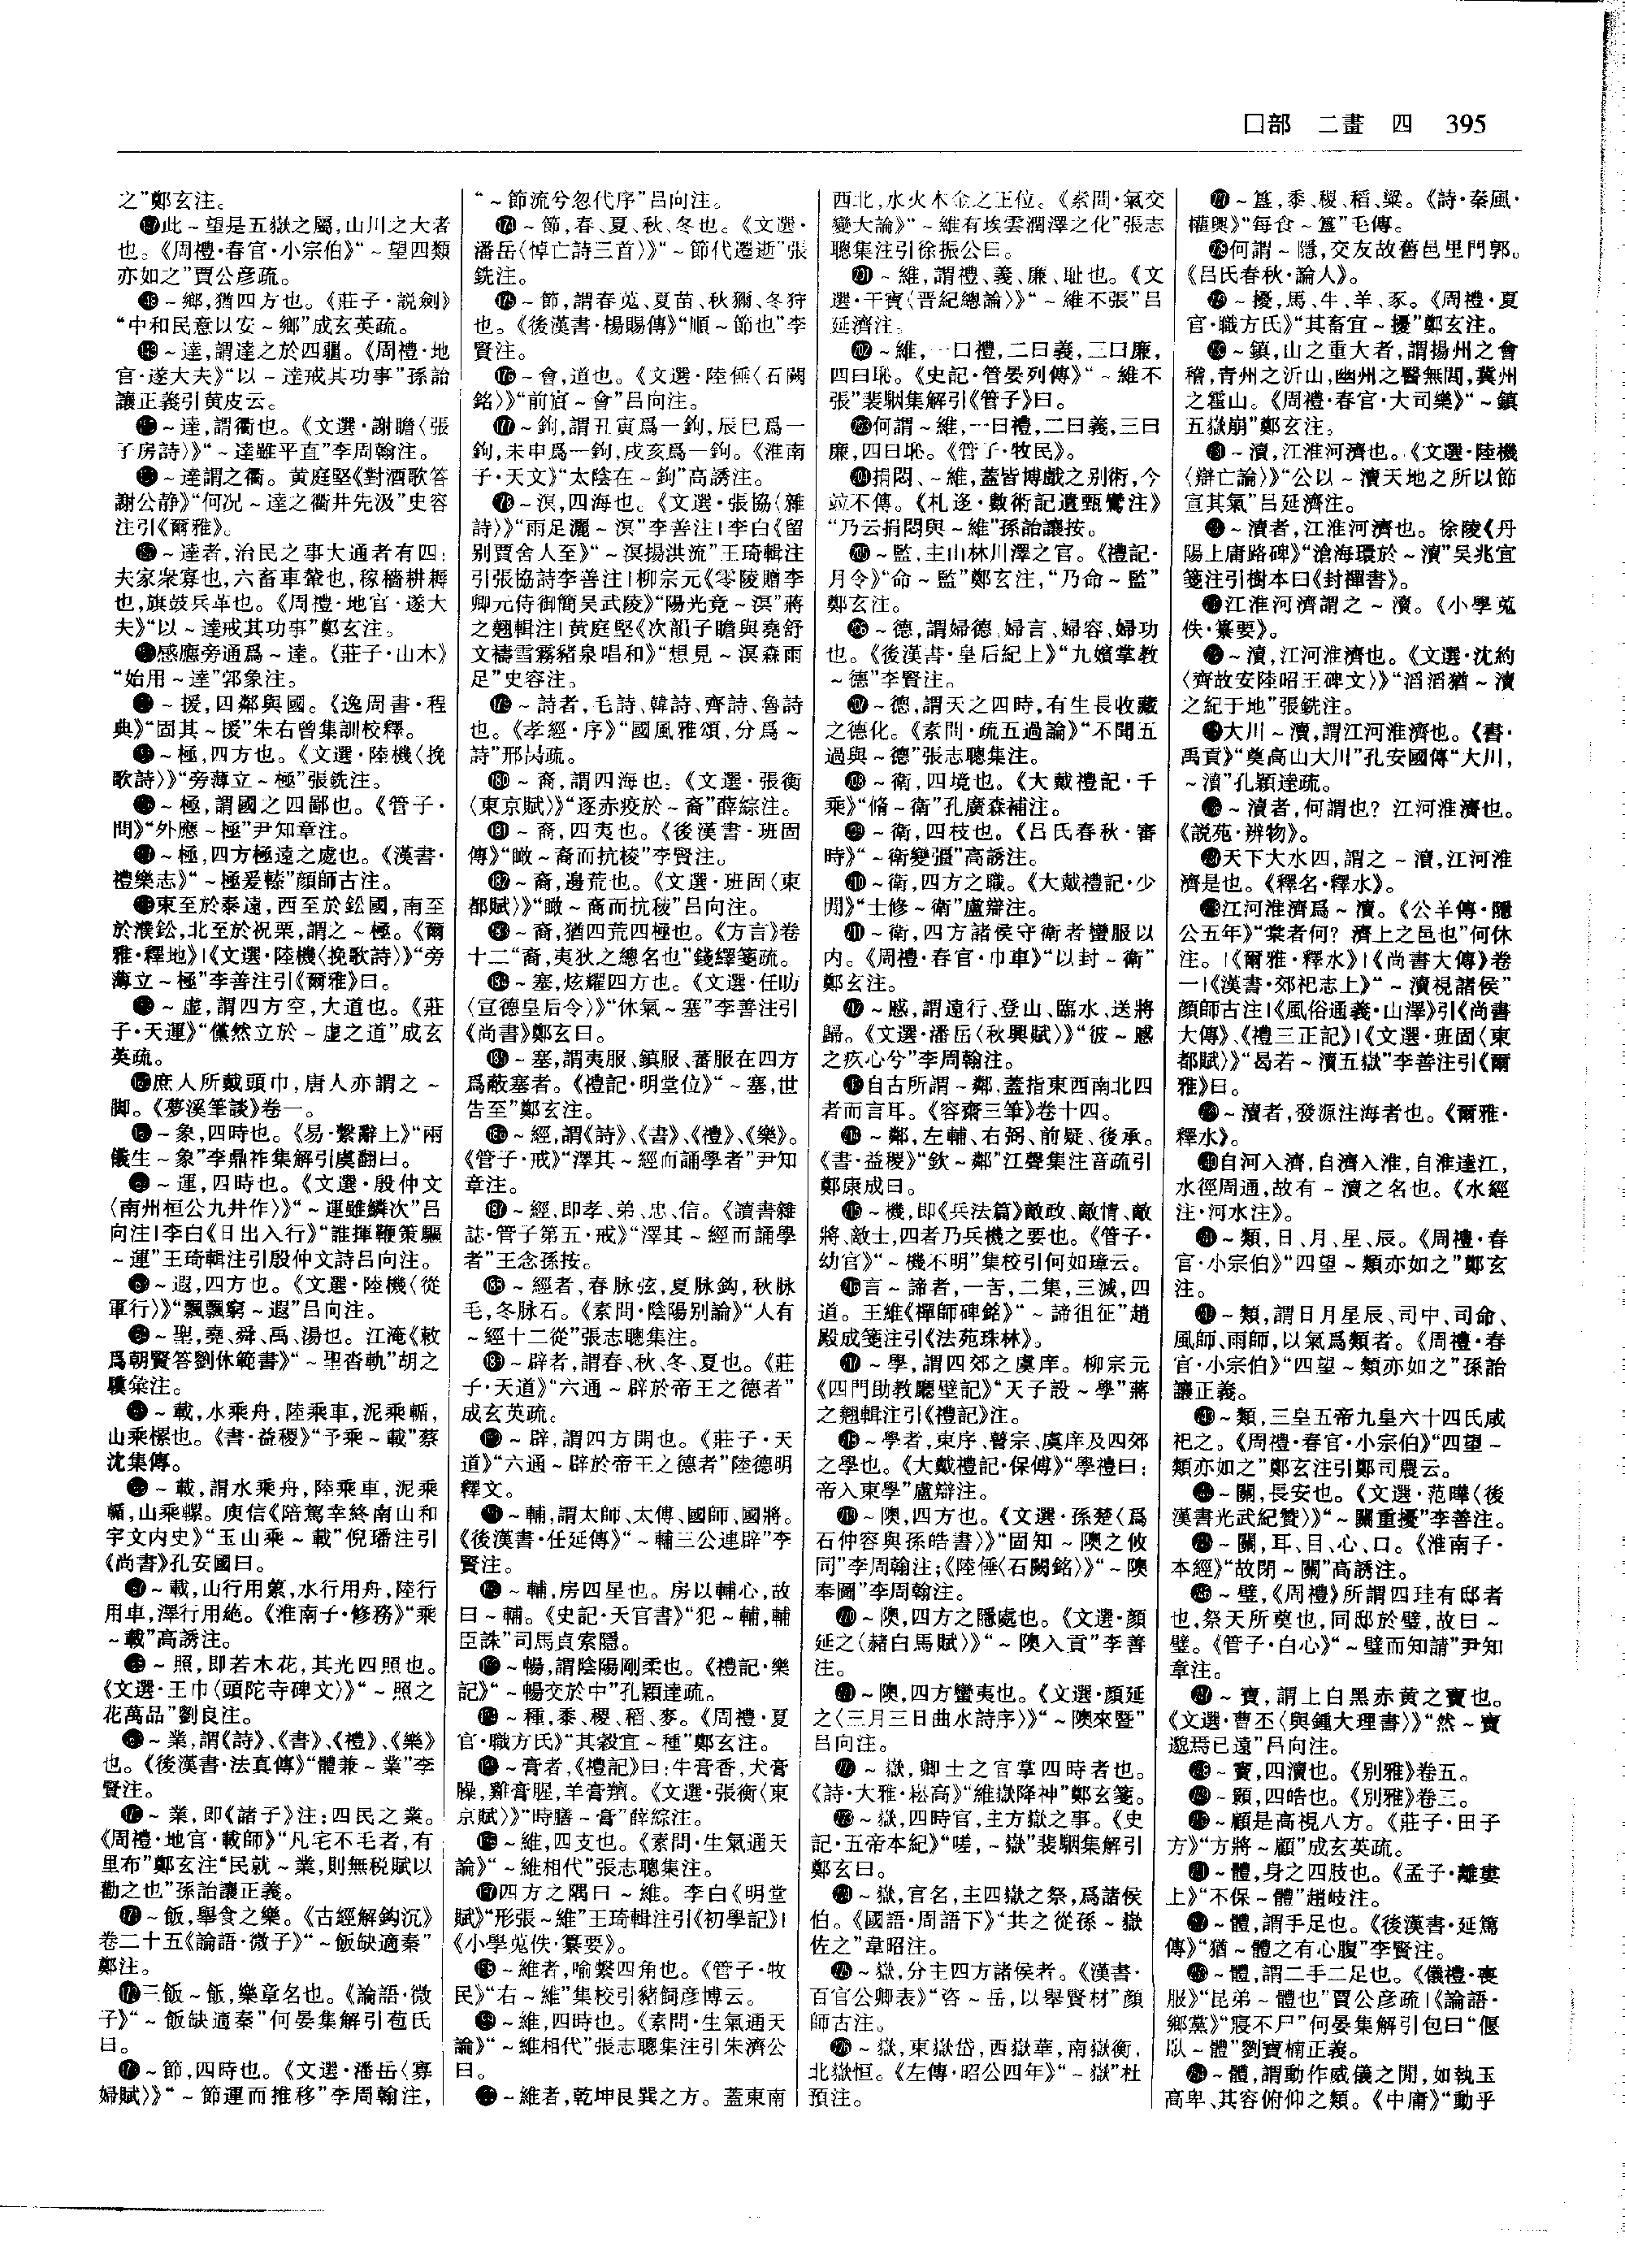 囗部 二畫 四 395
之”鄭玄注。
此~望是五嶽之屬,山川之大者
也。《周禮·春官·小宗伯》“~望四類
亦如之”賈公彦疏。
~鄉,猶四方也。《莊子·説劍》
“中和民意以安~鄉”成玄英疏。
~達,謂達之於四疆。《周禮·地
官·遂大夫》“以~達戒其功事”孫詒
讓正義引黄皮云。
~達,謂衢也。《文選·謝瞻〈張
子房詩〉》“~達雖平直”李周翰注。
~達謂之衢。黄庭堅《對酒歌答
謝公静》“何况~達之衢井先汲”史容
注引《爾雅》。
~達者,治民之事大通者有四:
夫家衆寡也,六畜車輦也,稼穡耕耨
也,旗鼓兵革也。《周禮·地官·遂大
夫》“以~達戒其功事”鄭玄注。
感應旁通爲~達。《莊子·山木》
“始用~達”郭象注。
~援,四鄰與國。《逸周書·程
典》“固其~援”朱右曾集訓校釋。
~極,四方也。《文選·陸機〈挽
歌詩〉》“旁薄立~極”張銑注。
~極,謂國之四鄙也。《管子·
問》“外應~極”尹知章注。
~極,四方極遠之處也。《漢書·
禮樂志》“~極爰轃”顔師古注。
東至於泰遠,西至於鈆國,南至
於濮鈆,北至於祝栗,謂之~極。《爾
雅·釋地》|《文選·陸機〈挽歌詩〉》“旁
薄立~極”李善注引《爾雅》曰。
~虚,謂四方空,大道也。《莊
子·天運》“儻然立於~虚之道”成玄
英疏。
庶人所戴頭巾,唐人亦謂之~
脚。《夢溪筆談》卷一。
~象,四時也。《易·繫辭上》“兩
儀生~象”李鼎祚集解引虞翻曰。
~運,四時也。《文選·殷仲文
〈南州桓公九井作〉》“~運雖鱗次”吕
向注|李白《日出入行》“誰揮鞭策驅
~運”王琦輯注引殷仲文詩吕向注。
~遐,四方也。《文選·陸機〈從
軍行〉》“飄飄窮~遐”吕向注。
~聖,堯、舜、禹、湯也。江淹《敕
爲朝賢答劉休範書》“~聖沓軌”胡之
驥彙注。
~載,水乘舟,陸乘車,泥乘輴,
山乘樏也。《書·益稷》“予乘~載”蔡
沈集傳。
~載,謂水乘舟,陸乘車,泥乘
輴,山乘樏。庾信《陪駕幸終南山和
宇文内史》“玉山乘~載”倪璠注引
《尚書》孔安國曰。
~載,山行用蔂,水行用舟,陸行
用車,澤行用䋐。《淮南子·修務》“乘
~載”高誘注。
~照,即若木花,其光四照也。
《文選·王巾〈頭陀寺碑文〉》“~照之
花萬品”劉良注。
~業,謂《詩》、《書》、《禮》、《樂》
也。《後漢書·法真傳》“體兼~業”李
賢注。
~業,即《諸子》注;四民之業。
《周禮·地官·載師》“凡宅不毛者,有
里布”鄭玄注“民就~業,則無税賦以
勸之也”孫詒讓正義。
~飯,舉食之樂。《古經解鈎沉》
卷二十五《論語·微子》“~飯缺適秦”
鄭注。
三飯~飯,樂章名也。《論語·微
子》“~飯缺適秦”何晏集解引苞氏
曰。
~節,四時也。《文選·潘岳〈寡
婦賦〉》“~節運而推移”李周翰注,
“~節流兮忽代序”吕向注。
~節,春、夏、秋、冬也。《文選·
潘岳〈悼亡詩三首〉》“~節代遷逝”張
銑注。
~節,謂春蒐、夏苗、秋獮、冬狩
也。《後漢書·楊賜傳》“順~節也”李
賢注。
~會,道也。《文選·陸倕〈石闕
銘〉》“前賓~會”吕向注。
~鉤,謂丑寅爲一鉤,辰巳爲一
鉤,未申爲一鉤,戌亥爲一鉤。《淮南
子·天文》“太陰在~鉤”高誘注。
~溟,四海也。《文選·張協〈雜
詩〉》“雨足灑~溟”李善注|李白《留
别賈舍人至》“~溟揚洪流”王琦輯注
引張協詩李善注|柳宗元《零陵贈李
卿元侍御簡吴武陵》“陽光竟~溟”蔣
之翹輯注|黄庭堅《次韻子瞻與堯舒
文禱雪霧豬泉唱和》“想見~溟森雨
足”史容注。
~詩者,毛詩、韓詩、齊詩、魯詩
也。《孝經·序》“國風雅頌,分爲~
詩”邢昺疏。
~裔,謂四海也。《文選·張衡
〈東京賦〉》“逐赤疫於~裔”薛綜注。
~裔,四夷也。《後漢書·班固
傳》“瞰~裔而抗棱”李賢注。
~裔,邊荒也。《文選·班固〈東
都賦〉》“瞰~裔而抗稜”吕向注。
~裔,猶四荒四極也。《方言》卷
十二“裔,夷狄之總名也”錢繹箋疏。
~塞,炫耀四方也。《文選·任昉
〈宣德皇后令〉》“休氣~塞”李善注引
《尚書》鄭玄曰。
~塞,謂夷服、鎮服、蕃服在四方
爲蔽塞者。《禮記·明堂位》“~塞,世
告至”鄭玄注。
~經,謂《詩》、《書》、《禮》、《樂》。
《管子·戒》“澤其~經而誦學者”尹知
章注。
~經,即孝、弟、忠、信。《讀書雜
誌·管子第五·戒》“澤其~經而誦學
者”王念孫按。
~經者,春脉弦,夏脉鈎,秋脉
毛,冬脉石。《素問·陰陽别論》“人有
~經十二從”張志聰集注。
~辟者,謂春、秋、冬、夏也。《莊
子·天道》“六通~辟於帝王之德者”
成玄英疏。
~辟,謂四方開也。《莊子·天
道》“六通~辟於帝王之德者”陸德明
釋文。
~輔,謂太師、太傅、國師、國將。
《後漢書·任延傳》“~輔三公連辟”李
賢注。
~輔,房四星也。房以輔心,故
曰~輔。《史記·天官書》“犯~輔,輔
臣誅”司馬貞索隱。
~暢,謂陰陽剛柔也。《禮記·樂
記》“~暢交於中”孔穎達疏。
~種,黍、稷、稻、麥。《周禮·夏
官·職方氏》“其穀宜~種”鄭玄注。
~膏者,《禮記》曰:牛膏香,犬膏
臊,雞膏腥,羊膏羶。《文選·張衡〈東
京賦〉》“時膳~膏”薛綜注。
~維,四支也。《素問·生氣通天
論》“~維相代”張志聰集注。
四方之隅曰~維。李白《明堂
賦》“形張~維”王琦輯注引《初學記》|
《小學蒐佚·纂要》。
~維者,喻繫四角也。《管子·牧
民》“右~維”集校引豬飼彦博云。
~維,四時也。《素問·生氣通天
論》“~維相代”張志聰集注引朱濟公
曰。
~維者,乾坤艮巽之方。蓋東南
西北,水火木金之正位。《素問·氣交
變大論》“~維有埃雲潤澤之化”張志
聰集注引徐振公曰。
~維,謂禮、義、廉、耻也。《文
選·干寶〈晋紀總論〉》“~維不張”吕
延濟注。
~維,一曰禮,二曰義,三曰廉,
四曰恥。《史記·管晏列傳》“~維不
張”裴駰集解引《管子》曰。
何謂~維,一曰禮,二曰義,三曰
廉,四曰恥。《管子·牧民》。
捐悶、~維,蓋皆博戲之别術,今
竝不傳。《札迻·數術記遺甄鸞注》
“乃云捐悶與~維”孫詒讓按。
~監,主山林川澤之官。《禮記·
月令》“命~監”鄭玄注,“乃命~監”
鄭玄注。
~德,謂婦德、婦言、婦容、婦功
也。《後漢書·皇后紀上》“九嬪掌教
~德”李賢注。
~德,謂天之四時,有生長收藏
之德化。《素問·疏五過論》“不聞五
過與~德”張志聰集注。
~衛,四境也。《大戴禮記·千
乘》“脩~衛”孔廣森補注。
~衛,四枝也。《吕氏春秋·審
時》“~衛變彊”高誘注。
~衛,四方之職。《大戴禮記·少
閒》“士修~衛”盧辯注。
~衛,四方諸侯守衛者蠻服以
内。《周禮·春官·巾車》“以封~衛”
鄭玄注。
~慼,謂遠行、登山、臨水、送將
歸。《文選·潘岳〈秋興賦〉》“彼~慼
之疚心兮”李周翰注。
自古所謂~鄰,蓋指東西南北四
者而言耳。《容齋三筆》卷十四。
~鄰,左輔、右弼、前疑、後承。
《書·益稷》“欽~鄰”江聲集注音疏引
鄭康成曰。
~機,即《兵法篇》敵政、敵情、敵
將、敵士,四者乃兵機之要也。《管子·
幼官》“~機不明”集校引何如璋云。
言~諦者,一苦,二集,三滅,四
道。王維《禪師碑銘》“~諦徂征”趙
殿成箋注引《法苑珠林》。
~學,謂四郊之虞庠。柳宗元
《四門助教廳壁記》“天子設~學”蔣
之翹輯注引《禮記》注。
~學者,東序、瞽宗、虞庠及四郊
之學也。《大戴禮記·保傅》“學禮曰:
帝入東學”盧辯注。
~隩,四方也。《文選·孫楚〈爲
石仲容與孫皓書〉》“固知~隩之攸
同”李周翰注;《陸倕〈石闕銘〉》“~隩
奉圖”李周翰注。
~隩,四方之隱處也。《文選·顔
延之〈赭白馬賦〉》“~隩入貢”李善
注。
~隩,四方蠻夷也。《文選·顔延
之〈三月三日曲水詩序〉》“~隩來暨”
吕向注。
~嶽,卿士之官掌四時者也。
《詩·大雅·崧高》“維嶽降神”鄭玄箋。
~嶽,四時官,主方嶽之事。《史
記·五帝本紀》“嗟,~嶽”裴駰集解引
鄭玄曰。
~嶽,官名,主四嶽之祭,爲諸侯
伯。《國語·周語下》“共之從孫~嶽
佐之”韋昭注。
~嶽,分主四方諸侯者。《漢書·
百官公卿表》“咨~岳,以舉賢材”顔
師古注。
~嶽,東嶽岱,西嶽華,南嶽衡,
北嶽恒。《左傳·昭公四年》“~嶽”杜
預注。
~簋,黍、稷、稻、粱。《詩·秦風·
權輿》“每食~簋”毛傳。
何謂~隱,交友故舊邑里門郭。
《吕氏春秋·論人》。
~擾,馬、牛、羊、豕。《周禮·夏
官·職方氏》“其畜宜~擾”鄭玄注。
~鎮,山之重大者,謂揚州之會
稽,青州之沂山,幽州之醫無閭,冀州
之霍山。《周禮·春官·大司樂》“~鎮
五嶽崩”鄭玄注。
~瀆,江淮河濟也。《文選·陸機
〈辯亡論〉》“公以~瀆天地之所以節
宣其氣”吕延濟注。
~瀆者,江淮河濟也。徐陵《丹
陽上庸路碑》“滄海環於~瀆”吴兆宜
箋注引樹本曰《封禪書》。
江淮河濟謂之~瀆。《小學蒐
佚·纂要》。
~瀆,江河淮濟也。《文選·沈約
〈齊故安陸昭王碑文〉》“滔滔猶~瀆
之紀于地”張銑注。
大川~瀆,謂江河淮濟也。《書·
禹貢》“奠高山大川”孔安國傳“大川,
~瀆”孔穎達疏。
~瀆者,何謂也?江河淮濟也。
《説苑·辨物》。
天下大水四,謂之~瀆,江河淮
濟是也。《釋名·釋水》。
江河淮濟爲~瀆。《公羊傳·隱
公五年》“棠者何?濟上之邑也”何休
注。|《爾雅·釋水》|《尚書大傳》卷
一|《漢書·郊祀志上》“~瀆視諸侯”
顔師古注|《風俗通義·山澤》引《尚書
大傳》、《禮三正記》|《文選·班固〈東
都賦〉》“曷若~瀆五嶽”李善注引《爾
雅》曰。
~瀆者,發源注海者也。《爾雅·
釋水》。
自河入濟,自濟入淮,自淮達江,
水徑周通,故有~瀆之名也。《水經
注·河水注》。
~類,日、月、星、辰。《周禮·春
官·小宗伯》“四望~類亦如之”鄭玄
注。
~類,謂日月星辰、司中、司命、
風師、雨師,以氣爲類者。《周禮·春
官·小宗伯》“四望~類亦如之”孫詒
讓正義。
~類,三皇五帝九皇六十四氏咸
祀之。《周禮·春官·小宗伯》“四望~
類亦如之”鄭玄注引鄭司農云。
~關,長安也。《文選·范曄〈後
漢書光武紀贊〉》“~關重擾”李善注。
~關,耳、目、心、口。《淮南子·
本經》“故閉~關”高誘注。
~璧,《周禮》所謂四珪有邸者
也,祭天所奠也,同邸於璧,故曰~
璧。《管子·白心》“~璧而知請”尹知
章注。
~寶,謂上白黑赤黄之寶也。
《文選·曹丕〈與鍾大理書〉》“然~寶
邈焉已遠”吕向注。
~竇,四瀆也。《别雅》卷五。
~顥,四皓也。《别雅》卷三。
~顧是高視八方。《莊子·田子
方》“方將~顧”成玄英疏。
~體,身之四肢也。《孟子·離婁
上》“不保~體”趙岐注。
~體,謂手足也。《後漢書·延篤
傳》“猶~體之有心腹”李賢注。
~體,謂二手二足也。《儀禮·喪
服》“昆弟~體也”賈公彦疏|《論語·
鄉黨》“寢不尸”何晏集解引包曰“偃
卧~體”劉寶楠正義。
~體,謂動作威儀之閒,如執玉
高卑、其容俯仰之類。《中庸》“動乎